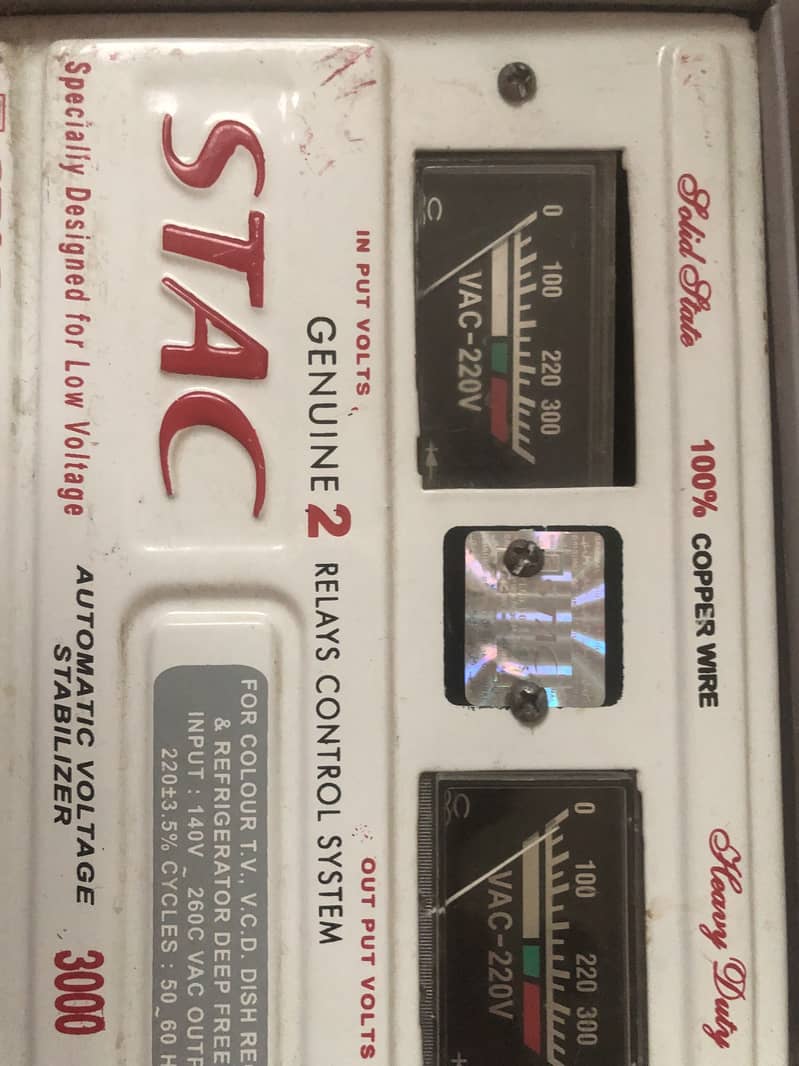 Solid State
100% COPPER WIRE
Heavy Duty
0 100 220 300
VAC-220V
0 100 220 300
VAC-220V
IN PUT VOLTS
OUT PUT VOLTS
GENUINE 2 RELAYS CONTROL SYSTEM
STAC
FOR COLOUR T.V., V.C.D. DISH RE
& REFRIGERATOR DEEP FREE
INPUT : 140V ~ 260C VAC OUTP
220±3.5% CYCLES : 50~60 H
Specially Designed for Low Voltage
AUTOMATIC VOLTAGE
STABILIZER
3000